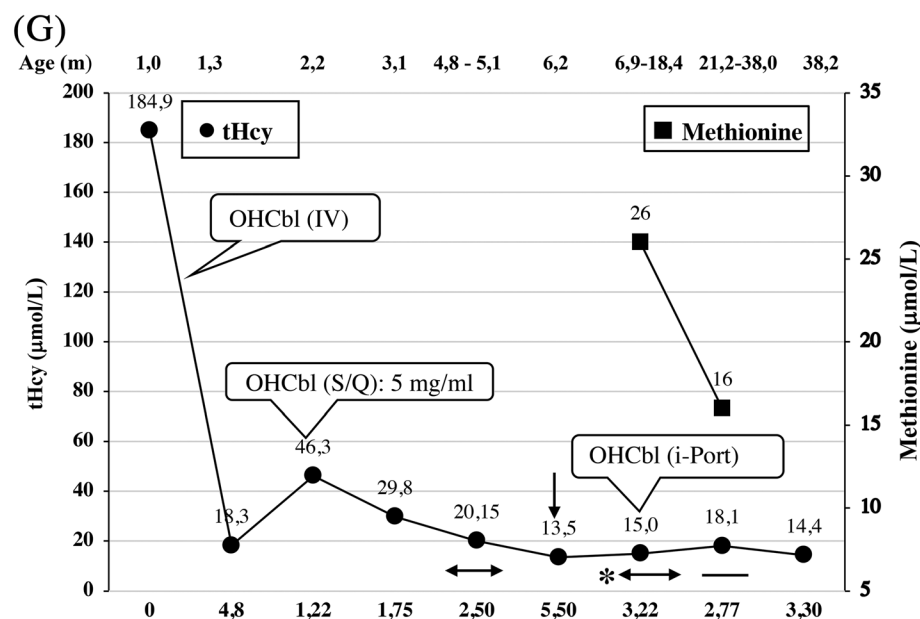 (G)
Age (m) 1,0 1,3 2,2 3,1 4,8 - 5,1 6,2 6,9-18,4 21,2-38,0 38,2
200 35
184,9
tHcy
Methionine
180
30
160
OHCbl (IV)
26
140
25
120
tHcy (µmol/L)
Methionine (µmol/L)
100 20
OHCbl (S/Q): 5 mg/ml
16
80
15
60
46,3
OHCbl (i-Port)
40
29,8
10
18,3 20,15 13,5 15,0 18,1 14,4
20
*
0 5
0 4,8 1,22 1,75 2,50 5,50 3,22 2,77 3,30